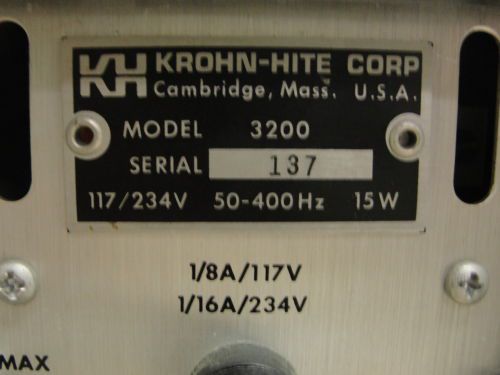 KH KROHN-HITE CORP
Cambridge, Mass. U.S.A.
MODEL 3200
SERIAL 137
117/234V 50-400Hz 15W
1/8A/117V
1/16A/234V
MAX